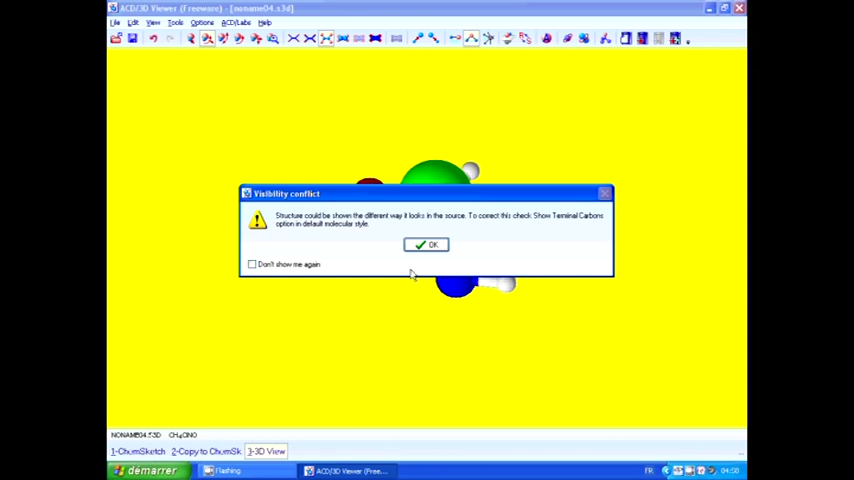 ACD/3D Viewer (Freeware) - [noname04.s3d]
File Edit View Tools Options ACD/Labs Help
Visibility conflict
Structure could be shown the different way it looks in the source. To correct this check Show Terminal Carbons
option in default molecular style.
OK
Don't show me again
NONAME04.S3D
1-ChemSketch 2-Copy to ChemSk 3-3D View
démarrer Flashing ACD/3D Viewer (Free... FR 04:50